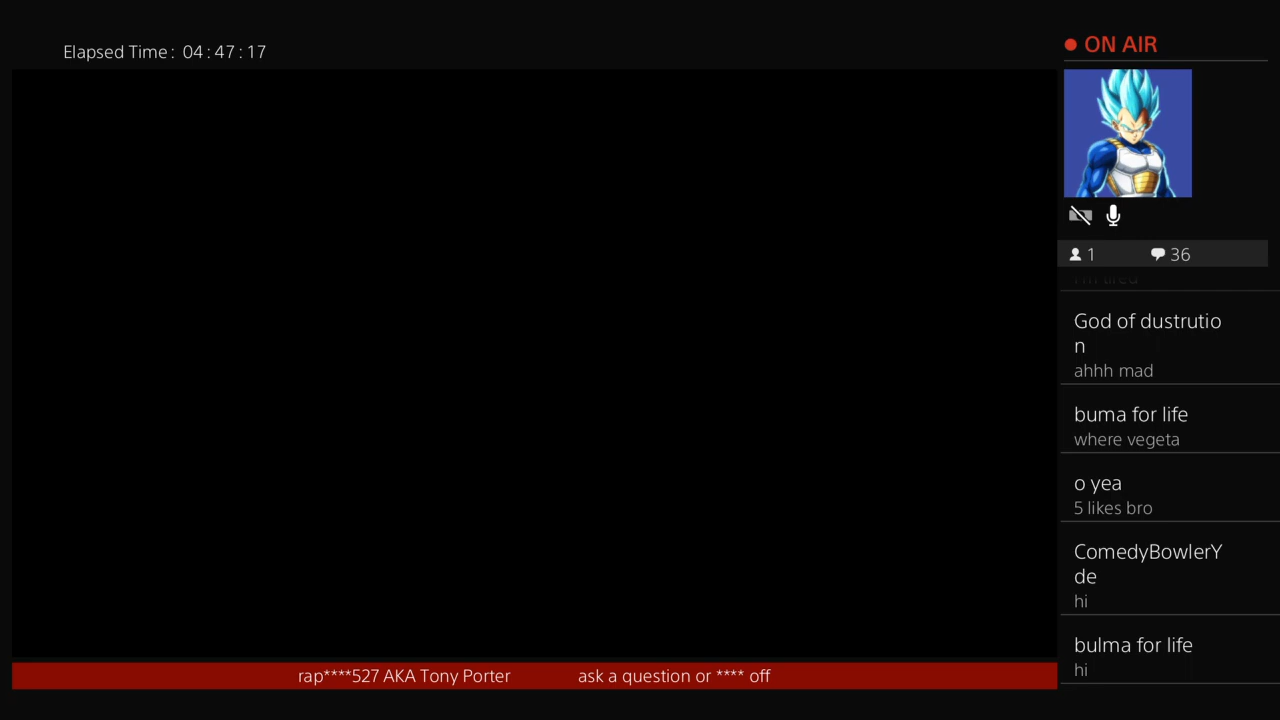 Elapsed Time: 04:47:17
ON AIR
1 36
I'm tired
God of dustrutio
n
ahhh mad
buma for life
where vegeta
o yea
5 likes bro
ComedyBowlerY
de
hi
bulma for life
hi
rap****527 AKA Tony Porter ask a question or **** off